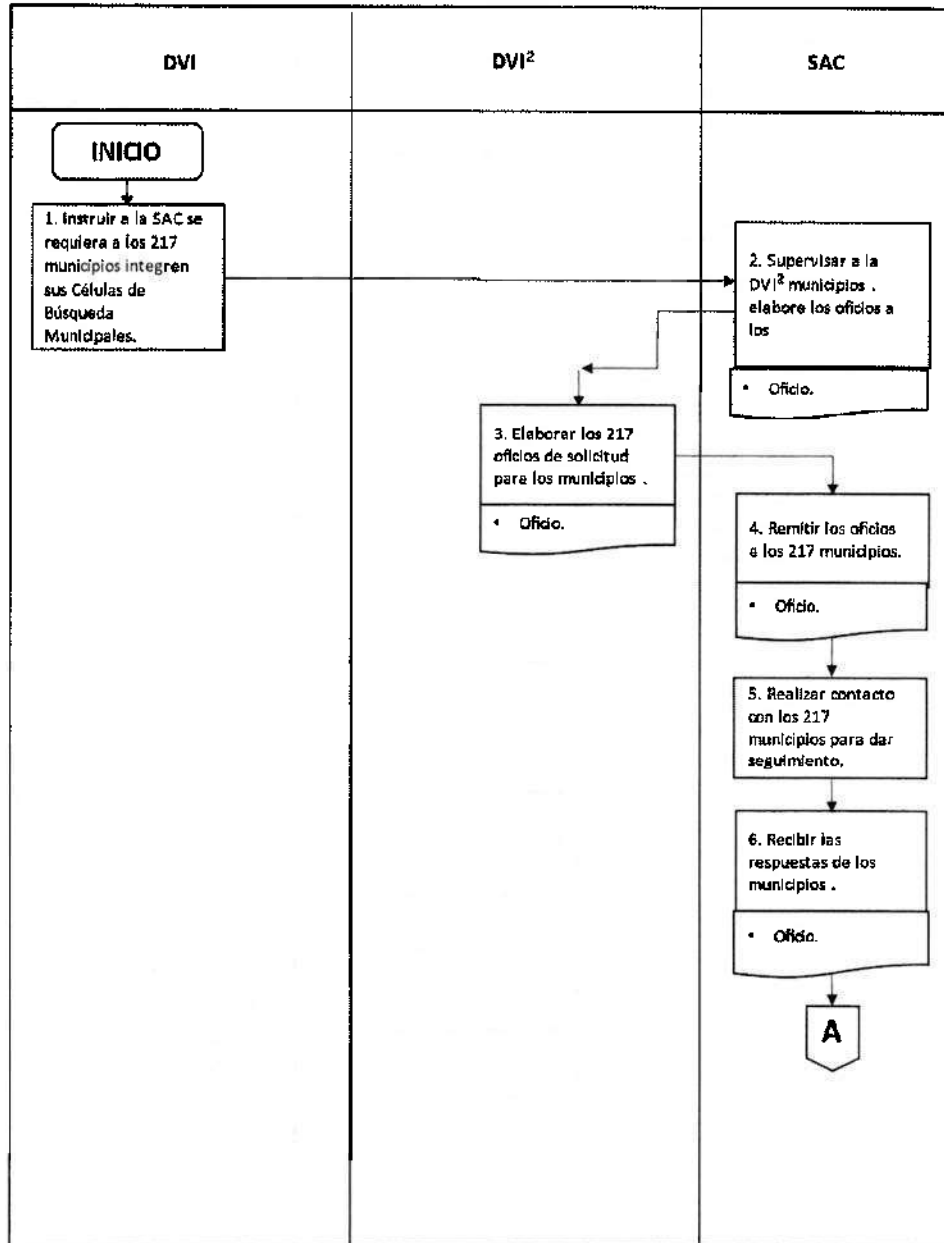 DVI
DVI²
SAC
INICIO
1. Instruir a la SAC se
requiera a los 217
municipios integren
sus Células de
Búsqueda
Municipales.
2. Supervisar a la
DVI² municipios .
elabore los oficios a
los
• Oficio.
3. Elaborar los 217
oficios de solicitud
para los municipios .
• Oficio.
4. Remitir los oficios
a los 217 municipios.
• Oficio.
5. Realizar contacto
con los 217
municipios para dar
seguimiento.
6. Recibir las
respuestas de los
municipios .
• Oficio.
A